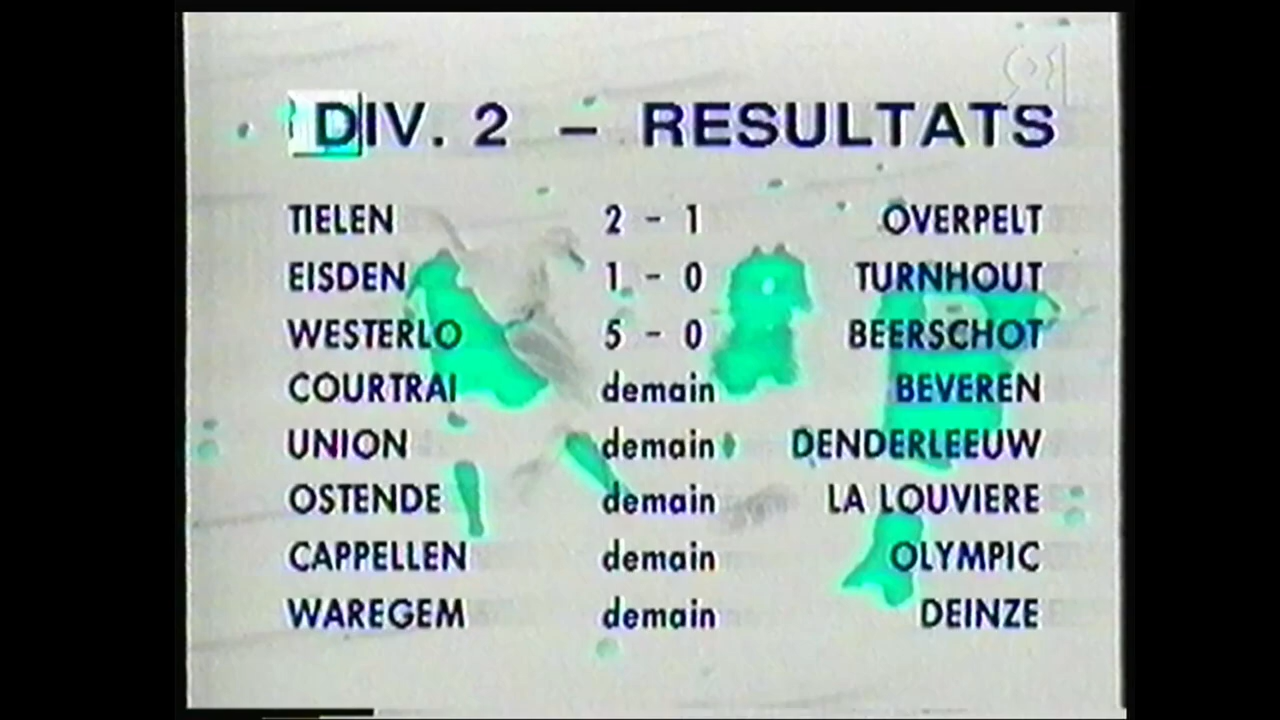 DIV. 2 – RESULTATS
TIELEN 2 - 1 OVERPELT
EISDEN 1 - 0 TURNHOUT
WESTERLO 5 - 0 BEERSCHOT
COURTRAI demain BEVEREN
UNION demain DENDERLEEUW
OSTENDE demain LA LOUVIERE
CAPPELLEN demain OLYMPIC
WAREGEM demain DEINZE